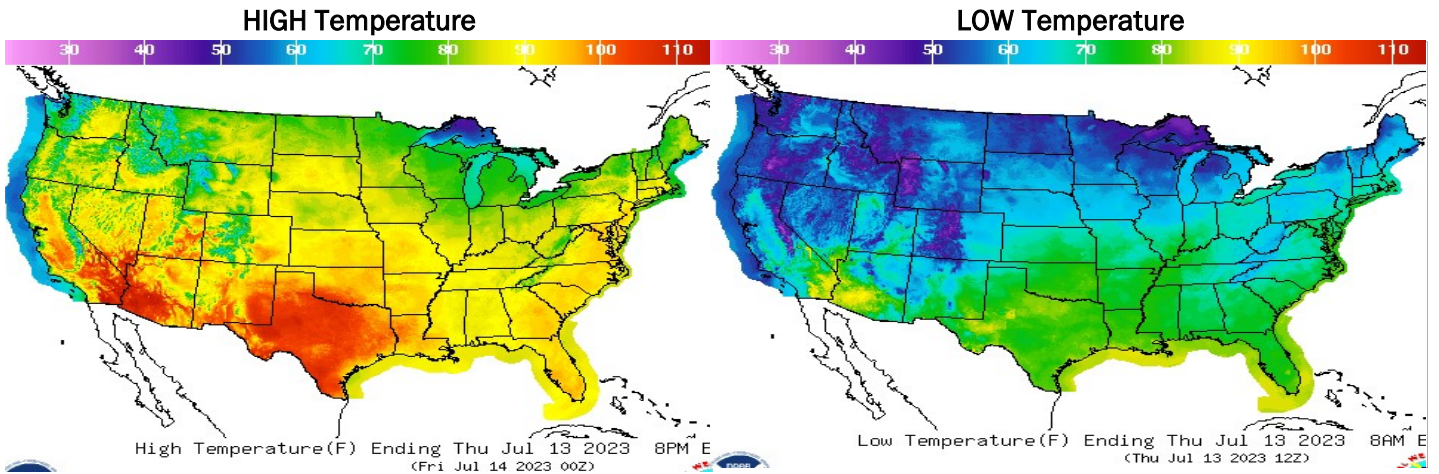 HIGH Temperature
30 40 50 60 70 80 90 100 110
High Temperature(F) Ending Thu Jul 13 2023 8PM E
(Fri Jul 14 2023 00Z)
LOW Temperature
30 40 50 60 70 80 90 100 110
Low Temperature(F) Ending Thu Jul 13 2023 8AM E
(Thu Jul 13 2023 12Z)